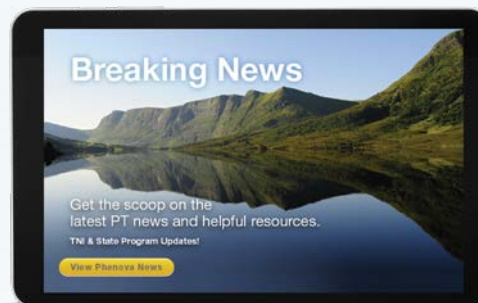 Breaking News
Get the scoop on the
latest PT news and helpful resources.
TNI & State Program Updates!
View Phenova News